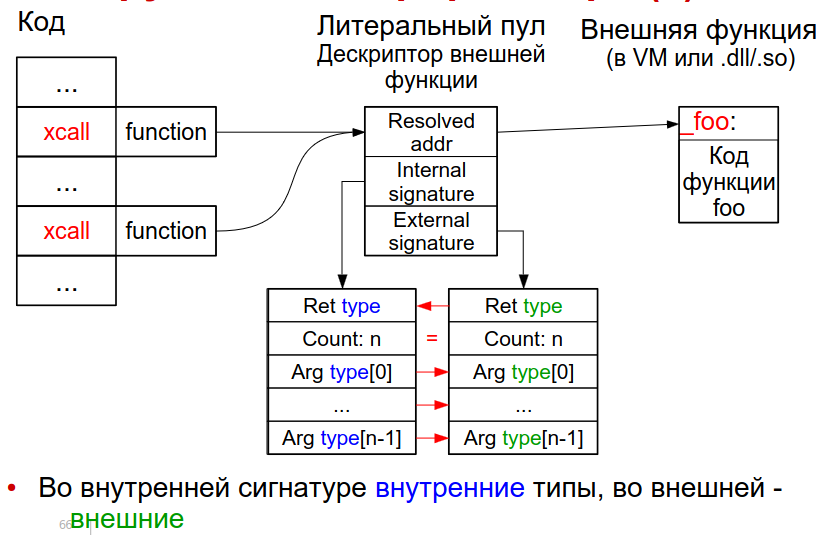 Код
Литеральный пул
Дескриптор внешней
функции
Внешняя функция
(в VM или .dll/.so)
...
xcall function
...
xcall function
...
Resolved
addr
Internal
signature
External
signature
_foo:
Код
функции
foo
Ret type
Count: n
Arg type[0]
...
Arg type[n-1]
=
Ret type
Count: n
Arg type[0]
...
Arg type[n-1]
• Во внутренней сигнатуре внутренние типы, во внешней -
внешние
66